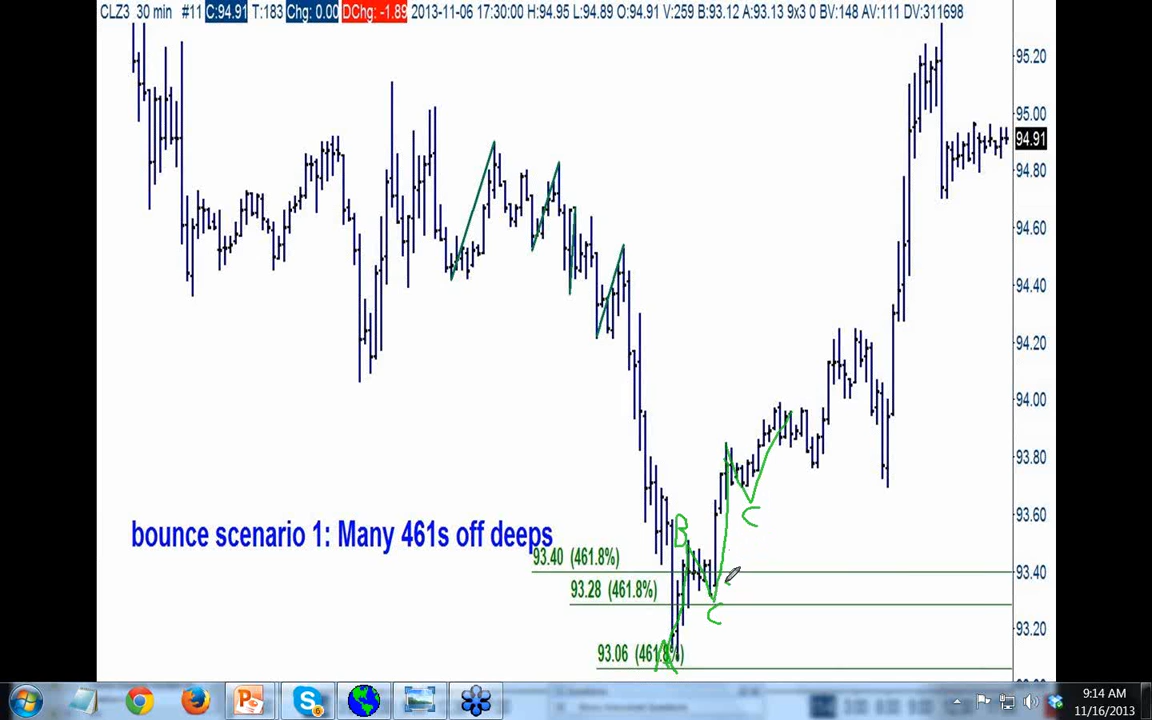 CLZ3 30 min #11 C:94.91 T:183 Chg: 0.00 DChg: -1.89 2013-11-06 17:30:00 H:94.95 L:94.89 O:94.91 V:259 B:93.12 A:93.13 9x3 0 BV:148 AV:111 DV:311698
95.20
95.00
94.91
94.80
94.60
94.40
94.20
94.00
93.80
93.60
B
C
bounce scenario 1: Many 461s off deeps
93.40 (461.8%)
93.40
93.28 (461.8%)
C
93.20
93.06 (461.8%)
A
9:14 AM
11/16/2013